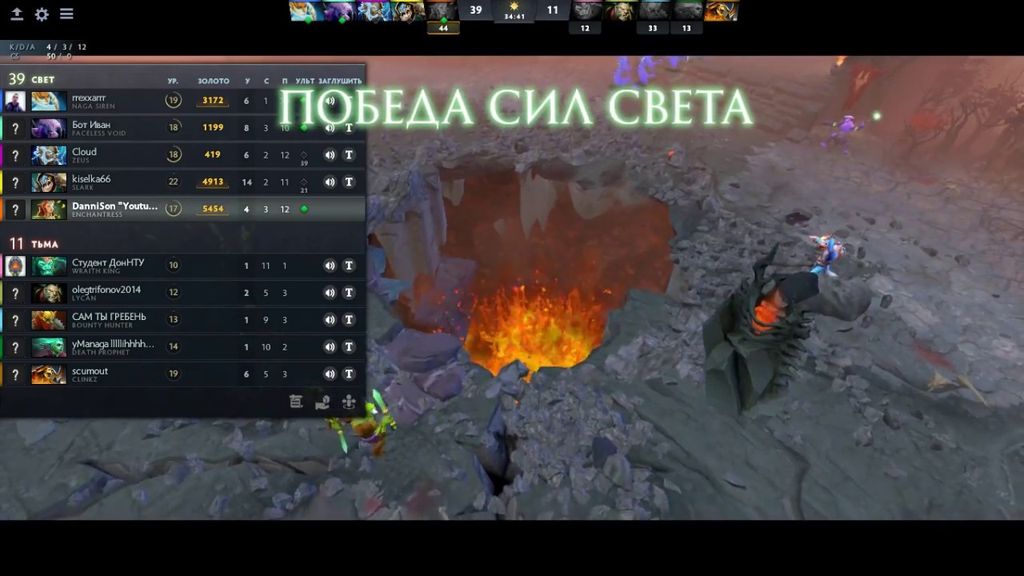 39 34:41 11
44 12 33 13
K/D/A 4 / 3 / 12
CS 50 / 0
39 СВЕТ УР. ЗОЛОТО У С П УЛЬТ ЗАГЛУШИТЬ
ПОБЕДА СИЛ СВЕТА
19 3172 6 1
NAGA SIREN
Бот Иван 18 1199 8 3 10 T
FACELESS VOID
Cloud 18 419 6 2 12 39 T
ZEUS
kiselka66 22 4913 14 2 11 21 T
SLARK
DanniSon "Youtu... 17 5454 4 3 12
ENCHANTRESS
11 ТЬМА
Студент ДонНТУ 10 1 11 1 T
WRAITH KING
olegtrifonov2014 12 2 5 3 T
LYCAN
САМ ТЫ ГРЕБЕНЬ 13 1 9 3 T
BOUNTY HUNTER
14 1 10 2 T
DEATH PROPHET
scumout 19 6 5 3 T
CLINKZ